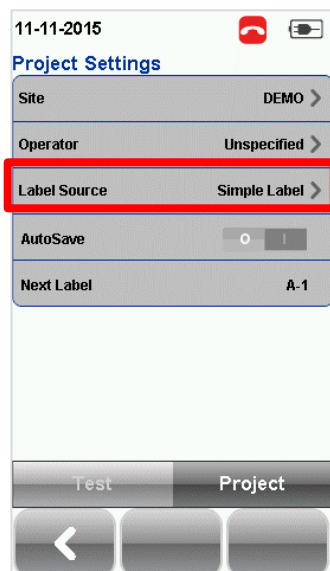 11-11-2015
Project Settings
Site DEMO
Operator Unspecified
Label Source Simple Label
AutoSave O I
Next Label A-1
Test Project